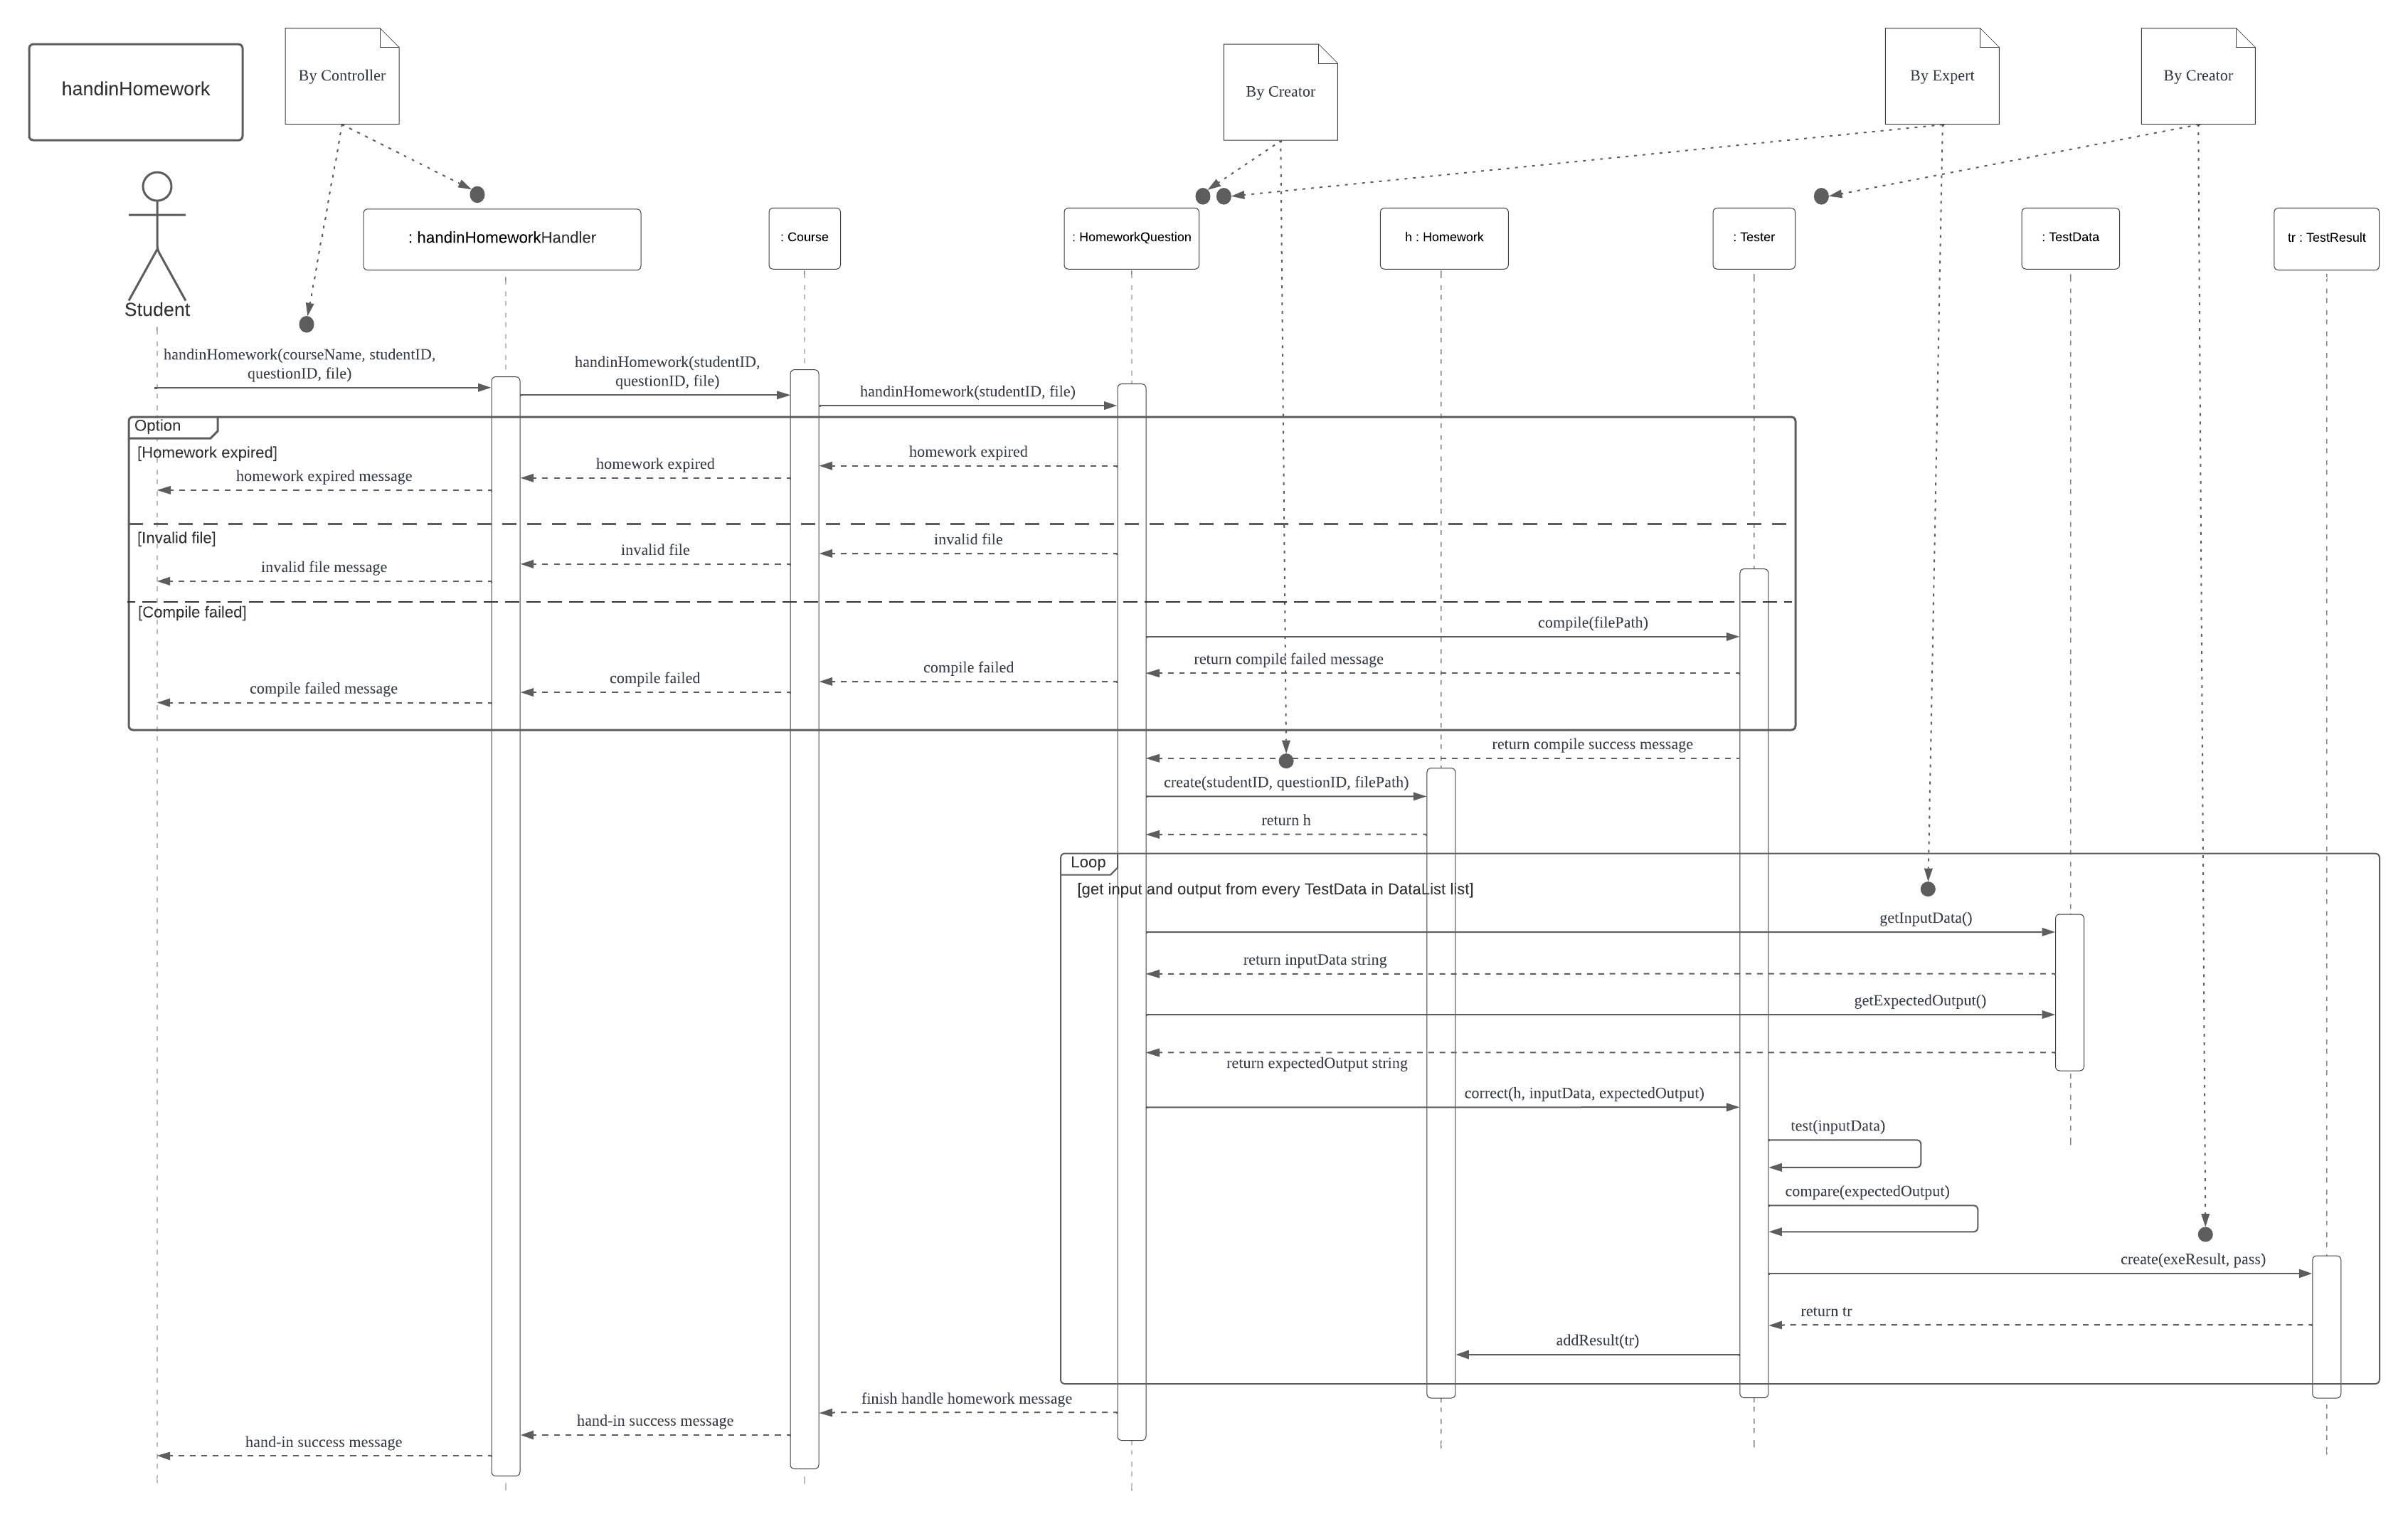 handinHomework
By Controller
By Creator
By Expert
By Creator
Student
: handinHomeworkHandler
: Course
: HomeworkQuestion
h : Homework
: Tester
: TestData
tr : TestResult
handinHomework(courseName, studentID,
questionID, file)
handinHomework(studentID,
questionID, file)
handinHomework(studentID, file)
Option
[Homework expired]
homework expired
homework expired
homework expired message
[Invalid file]
invalid file
invalid file
invalid file message
[Compile failed]
compile(filePath)
return compile failed message
compile failed
compile failed
compile failed message
return compile success message
create(studentID, questionID, filePath)
return h
Loop
[get input and output from every TestData in DataList list]
getInputData()
return inputData string
getExpectedOutput()
return expectedOutput string
correct(h, inputData, expectedOutput)
test(inputData)
compare(expectedOutput)
create(exeResult, pass)
return tr
addResult(tr)
finish handle homework message
hand-in success message
hand-in success message